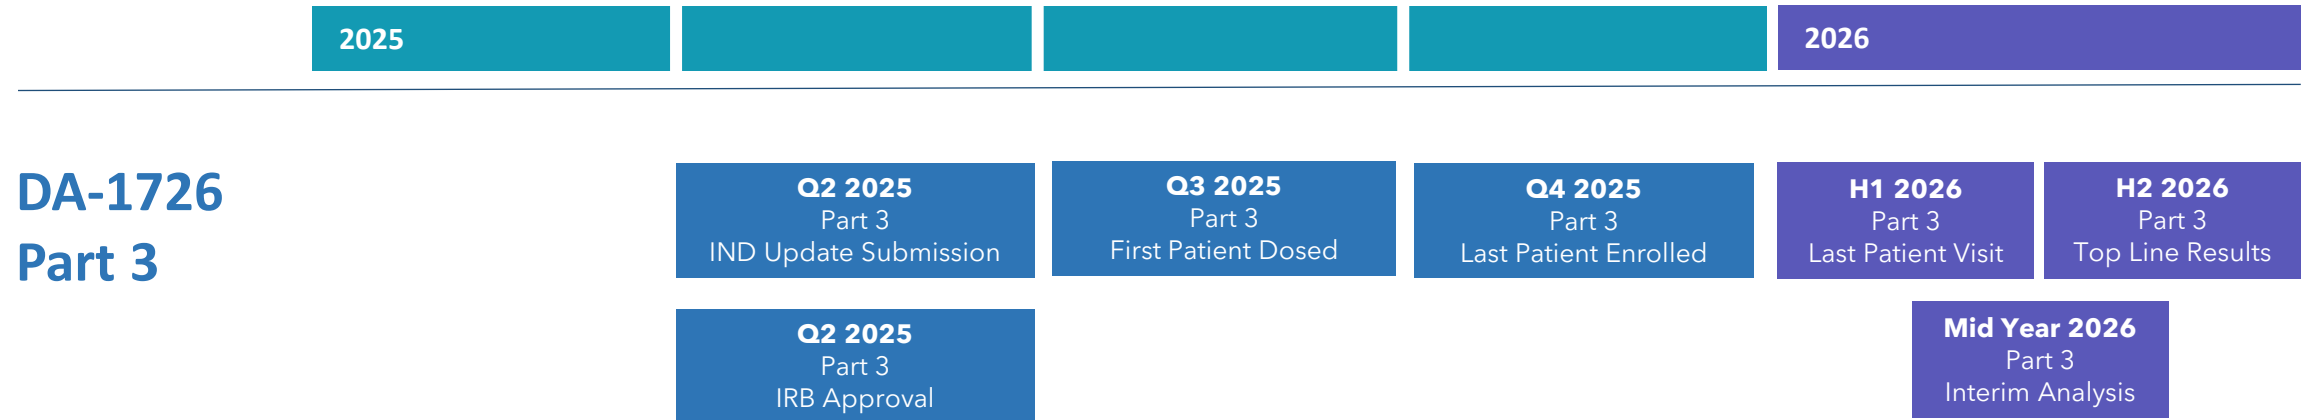 2025
2026
DA-1726
Part 3
Q2 2025
Part 3
IND Update Submission
Q3 2025
Part 3
First Patient Dosed
Q4 2025
Part 3
Last Patient Enrolled
H1 2026
Part 3
Last Patient Visit
H2 2026
Part 3
Top Line Results
Q2 2025
Part 3
IRB Approval
Mid Year 2026
Part 3
Interim Analysis